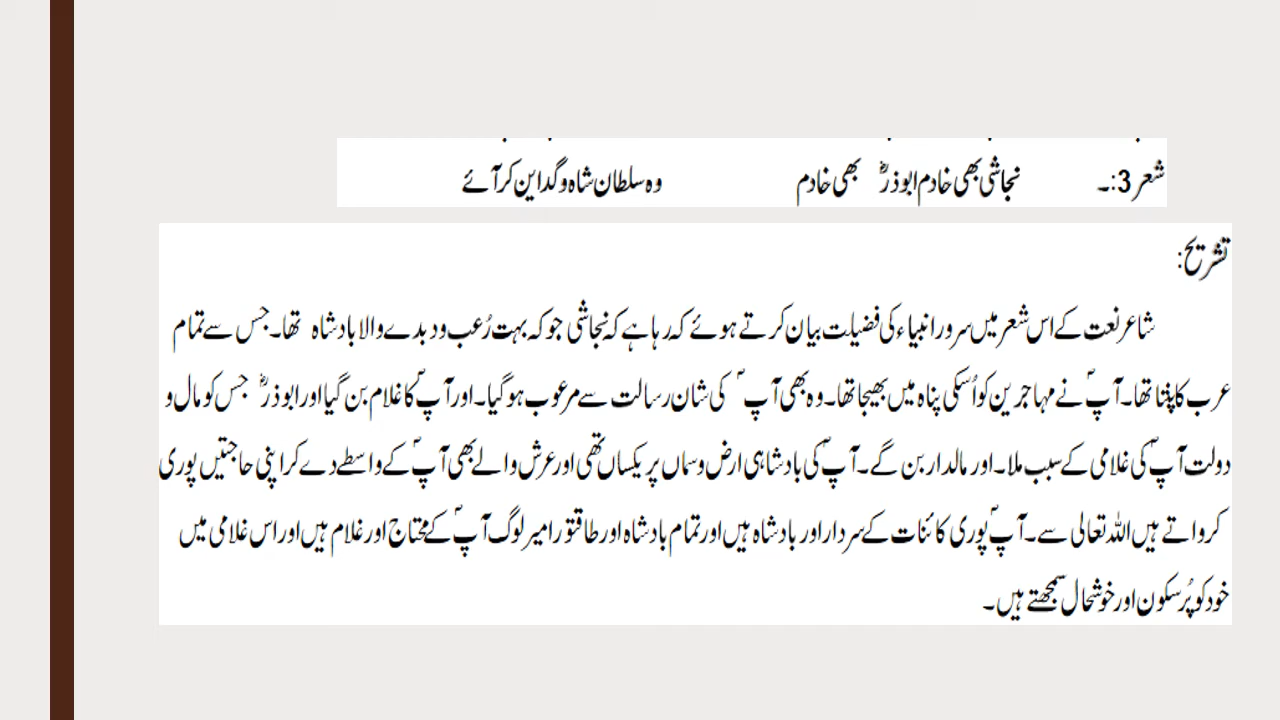 شعر 3:۔ نجاشی بھی خادم ابوذرؓ بھی خادم وہ سلطان شاہ و گدا بن کر آئے
تشریح:
شاعر نعت کے اس شعر میں سرور انبیاء کی فضیلت بیان کرتے ہوئے کہ رہا ہے کہ نجاشی جو کہ بہت رُعب و دبدے والا بادشاہ تھا۔ جس سے تمام
عرب کاپنتا تھا۔ آپؐ نے مہاجرین کو اُسکی پناہ میں بھیجا تھا۔ وہ بھی آپؐ کی شان رسالت سے مرعوب ہو گیا۔ اور آپؐ کا غلام بن گیا اور ابوذرؓ جس کو مال و
دولت آپؐ کی غلامی کے سبب ملا۔ اور مالدار بن گے۔ آپؐ کی بادشاہی ارض و سماں پر یکساں تھی اور عرش والے بھی آپؐ کے واسطے دے کر اپنی حاجتیں پوری
کرواتے ہیں اللہ تعالی سے۔ آپؐ پوری کائنات کے سردار اور بادشاہ ہیں اور تمام بادشاہ اور طاقتور امیر لوگ آپؐ کے محتاج اور غلام ہیں اور اس غلامی میں
خود کو پُرسکون اور خوشحال سمجھتے ہیں۔